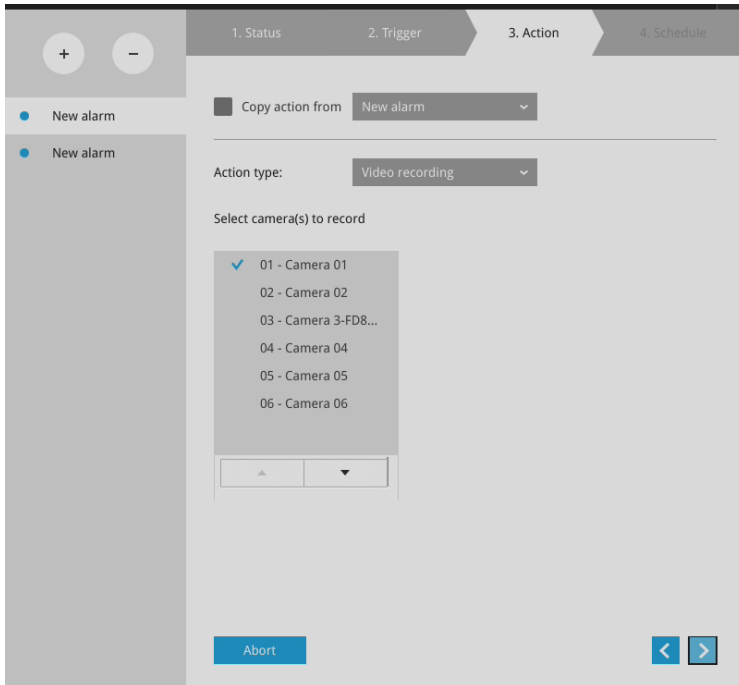 1. Status
2. Trigger
3. Action
4. Schedule
+
−
New alarm
New alarm
Copy action from
New alarm
Action type:
Video recording
Select camera(s) to record
01 - Camera 01
02 - Camera 02
03 - Camera 3-FD8...
04 - Camera 04
05 - Camera 05
06 - Camera 06
Abort